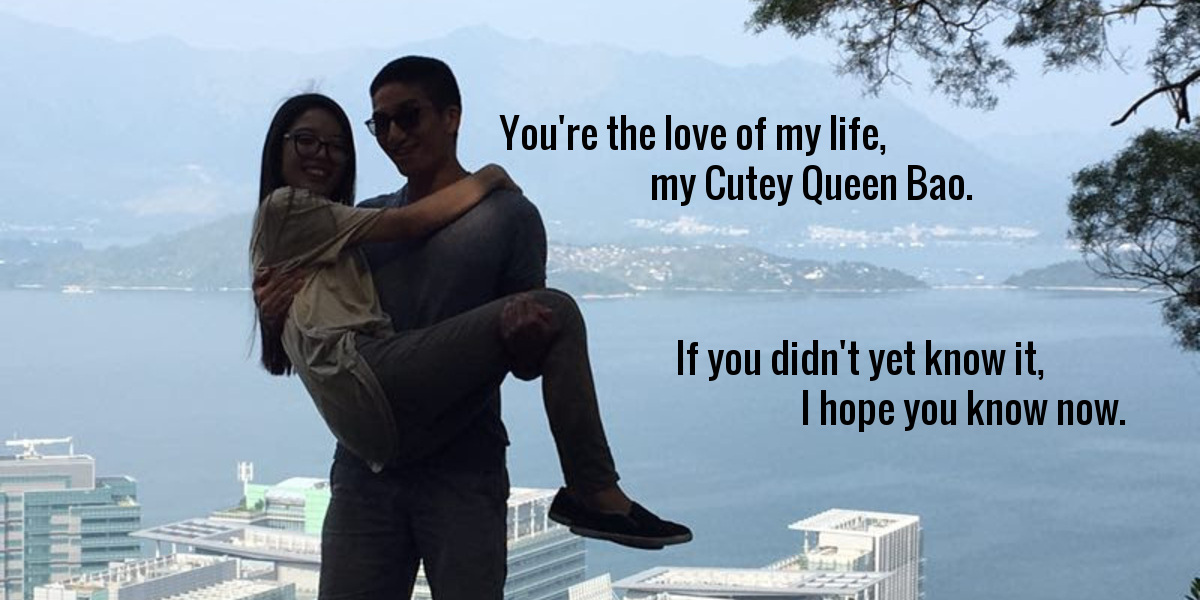 You're the love of my life,
my Cutey Queen Bao.
If you didn't yet know it,
I hope you know now.